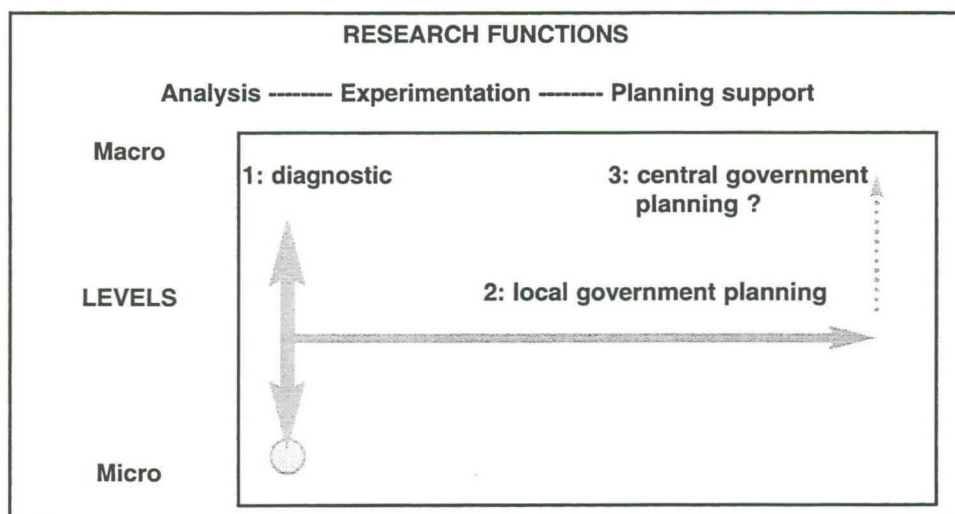 RESEARCH FUNCTIONS
Analysis -------- Experimentation -------- Planning support
Macro
1: diagnostic
3: central government
planning ?
LEVELS
2: local government planning
Micro